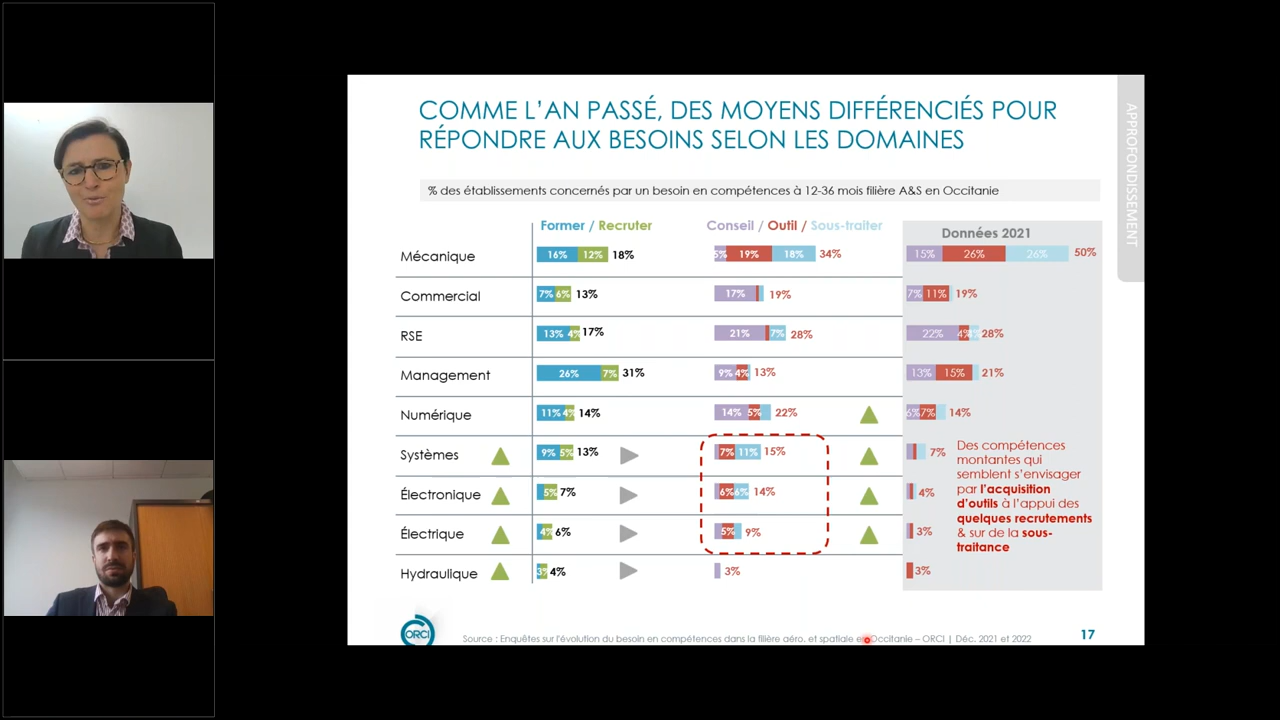 COMME L'AN PASSÉ, DES MOYENS DIFFÉRENCIÉS POUR
RÉPONDRE AUX BESOINS SELON LES DOMAINES
APPROFONDISSEMENT
% des établissements concernés par un besoin en compétences à 12-36 mois filière A&S en Occitanie
Former / Recruter
Conseil / Outil / Sous-traiter
Données 2021
Mécanique 16% 12% 18% 5% 19% 18% 34% 15% 26% 26% 50%
Commercial 7% 6% 13% 17% 19% 7% 11% 19%
RSE 13% 4% 17% 21% 7% 28% 22% 4% 28%
Management 26% 7% 31% 9% 4% 13% 13% 15% 21%
Numérique 11% 4% 14% 14% 5% 22% 6% 7% 14%
Systèmes 9% 5% 13% 7% 11% 15% 7%
Électronique 5% 7% 6% 6% 14% 4%
Électrique 4% 6% 5% 9% 3%
Hydraulique 3% 4% 3% 3%
Des compétences
montantes qui
semblent s'envisager
par l'acquisition
d'outils à l'appui des
quelques recrutements
& sur de la sous-
traitance
ORCI
Source : Enquêtes sur l'évolution du besoin en compétences dans la filière aéro. et spatiale en Occitanie – ORCI | Déc. 2021 et 2022
17